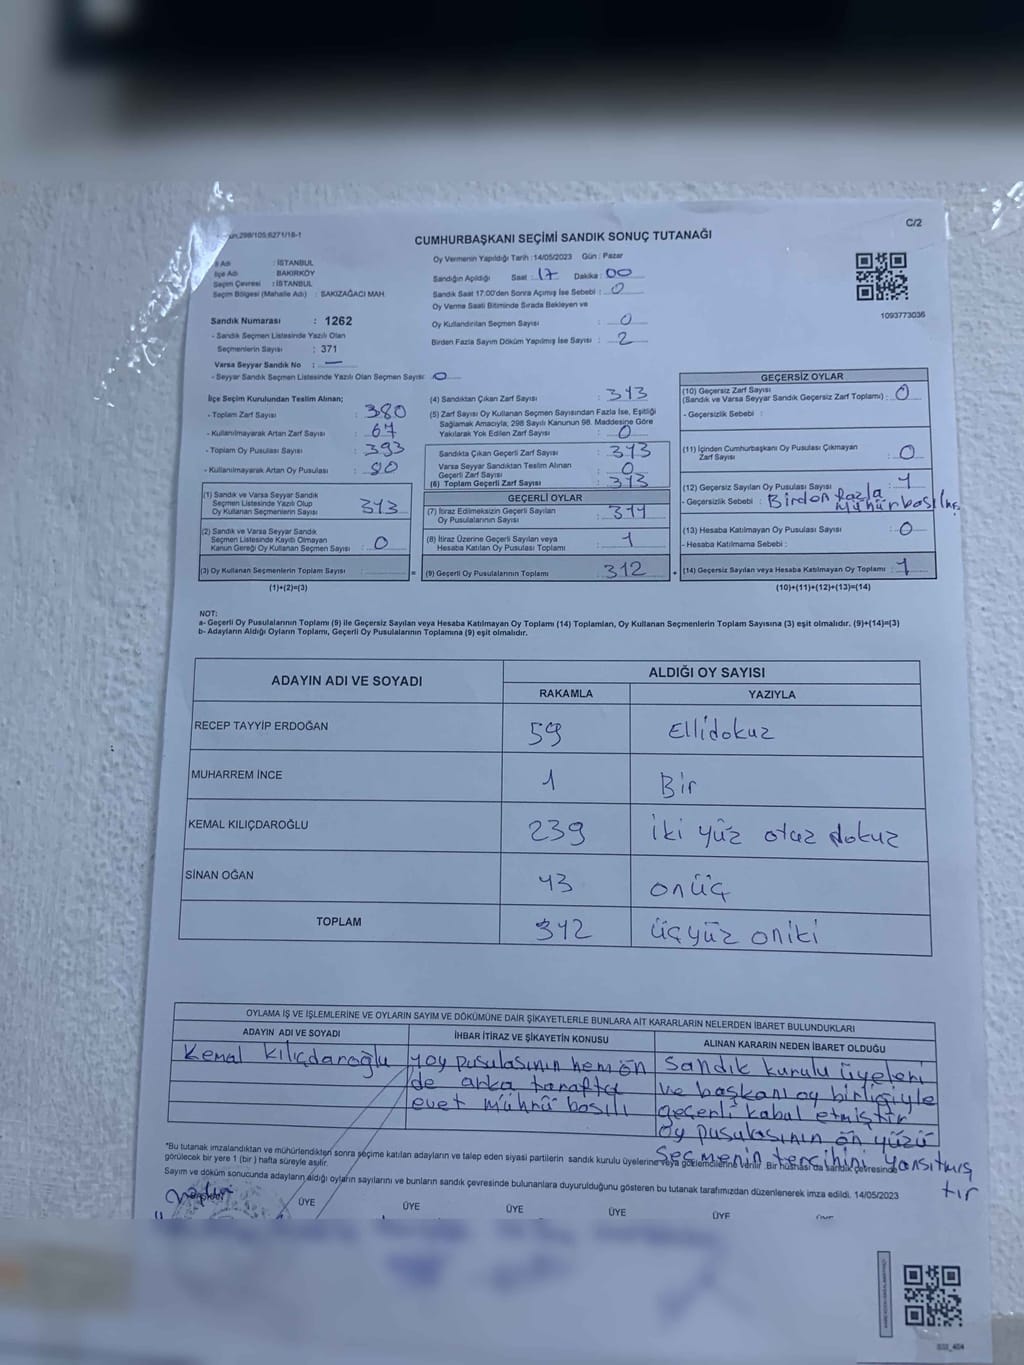 298/105;6271/18-1
C/2
CUMHURBAŞKANI SEÇİMİ SANDIK SONUÇ TUTANAĞI
İl Adı : İSTANBUL
İlçe Adı : BAKIRKÖY
Seçim Çevresi : İSTANBUL
Seçim Bölgesi (Mahalle Adı) : SAKIZAĞACI MAH.
Oy Vermenin Yapıldığı Tarih : 14/05/2023 Gün : Pazar
Sandığın Açıldığı Saat : 17 Dakika : 00
Sandık Saat 17:00'den Sonra Açımış İse Sebebi : 0
Oy Verme Saati Bitiminde Sırada Bekleyen ve
Oy Kullandırılan Seçmen Sayısı : 0
Birden Fazla Sayım Döküm Yapılmış İse Sayısı : 2
1093773036
Sandık Numarası : 1262
- Sandık Seçmen Listesinde Yazılı Olan
Seçmenlerin Sayısı : 371
Varsa Seyyar Sandık No : —
- Seyyar Sandık Seçmen Listesinde Yazılı Olan Seçmen Sayısı: 0
İlçe Seçim Kurulundan Teslim Alınan;
- Toplam Zarf Sayısı : 380
- Kullanılmayarak Artan Zarf Sayısı : 67
- Toplam Oy Pusulası Sayısı : 393
- Kullanılmayarak Artan Oy Pusulası : 80
(1) Sandık ve Varsa Seyyar Sandık
Seçmen Listesinde Yazılı Olup
Oy Kullanan Seçmenlerin Sayısı : 313
(2) Sandık ve Varsa Seyyar Sandık
Seçmen Listesinde Kayıtlı Olmayan
Kanun Gereği Oy Kullanan Seçmen Sayısı : 0
(3) Oy Kullanan Seçmenlerin Toplam Sayısı :
(1)+(2)=(3)
(4) Sandıktan Çıkan Zarf Sayısı : 313
(5) Zarf Sayısı Oy Kullanan Seçmen Sayısından Fazla İse, Eşitliği
Sağlamak Amacıyla, 298 Sayılı Kanunun 98. Maddesine Göre
Yakılarak Yok Edilen Zarf Sayısı : 0
Sandıkta Çıkan Geçerli Zarf Sayısı : 313
Varsa Seyyar Sandıktan Teslim Alınan
Geçerli Zarf Sayısı : 0
(6) Toplam Geçerli Zarf Sayısı : 313
GEÇERLİ OYLAR
(7) İtiraz Edilmeksizin Geçerli Sayılan
Oy Pusulalarının Sayısı : 311
(8) İtiraz Üzerine Geçerli Sayılan veya
Hesaba Katılan Oy Pusulası Toplamı : 1
= (9) Geçerli Oy Pusulalarının Toplamı : 312
GEÇERSİZ OYLAR
(10) Geçersiz Zarf Sayısı
(Sandık ve Varsa Seyyar Sandık Geçersiz Zarf Toplamı) : 0
- Geçersizlik Sebebi :
(11) İçinden Cumhurbaşkanı Oy Pusulası Çıkmayan
Zarf Sayısı : 0
(12) Geçersiz Sayılan Oy Pusulası Sayısı : 1
- Geçersizlik Sebebi : Birden fazla
mühür basılmış
(13) Hesaba Katılmayan Oy Pusulası Sayısı : 0
- Hesaba Katılmama Sebebi :
+ (14) Geçersiz Sayılan veya Hesaba Katılmayan Oy Toplamı : 1
(10)+(11)+(12)+(13)=(14)
NOT:
a- Geçerli Oy Pusulalarının Toplamı (9) ile Geçersiz Sayılan veya Hesaba Katılmayan Oy Toplamı (14) Toplamları, Oy Kullanan Seçmenlerin Toplam Sayısına (3) eşit olmalıdır. (9)+(14)=(3)
b- Adayların Aldığı Oyların Toplamı, Geçerli Oy Pusulalarının Toplamına (9) eşit olmalıdır.
ADAYIN ADI VE SOYADI
ALDIĞI OY SAYISI
RAKAMLA YAZIYLA
RECEP TAYYİP ERDOĞAN 59 Ellidokuz
MUHARREM İNCE 1 Bir
KEMAL KILIÇDAROĞLU 239 iki yüz otuz dokuz
SİNAN OĞAN 13 onüç
TOPLAM 312 üçyüz oniki
OYLAMA İŞ VE İŞLEMLERİNE VE OYLARIN SAYIM VE DÖKÜMÜNE DAİR ŞİKAYETLERLE BUNLARA AİT KARARLARIN NELERDEN İBARET BULUNDUKLARI
ADAYIN ADI VE SOYADI
İHBAR İTİRAZ VE ŞİKAYETİN KONUSU
ALINAN KARARIN NEDEN İBARET OLDUĞU
Kemal Kılıçdaroğlu
1 oy pusulasının hem ön
de arka tarafta
evet mührü basılı
Sandık kurulu üyeleri
ve başkanı oy birliğiyle
geçerli kabul etmiştir
Oy pusulasının ön yüzü
Seçmenin tercihini yansıtmış
tır
*Bu tutanak imzalandıktan ve mühürlendikten sonra seçime katılan adayların ve talep eden siyasi partilerin sandık kurulu üyelerine veya gözlemcilerine verilir. Bir nüshası da sandık çevresinde
görülecek bir yere 1 (bir) hafta süreyle asılır.
Sayım ve döküm sonucunda adayların aldığı oyların sayılarını ve bunların sandık çevresinde bulunanlara duyurulduğunu gösteren bu tutanak tarafımızdan düzenlenerek imza edildi. 14/05/2023
BAŞKAN ÜYE ÜYE ÜYE ÜYE ÜYE ÜYE